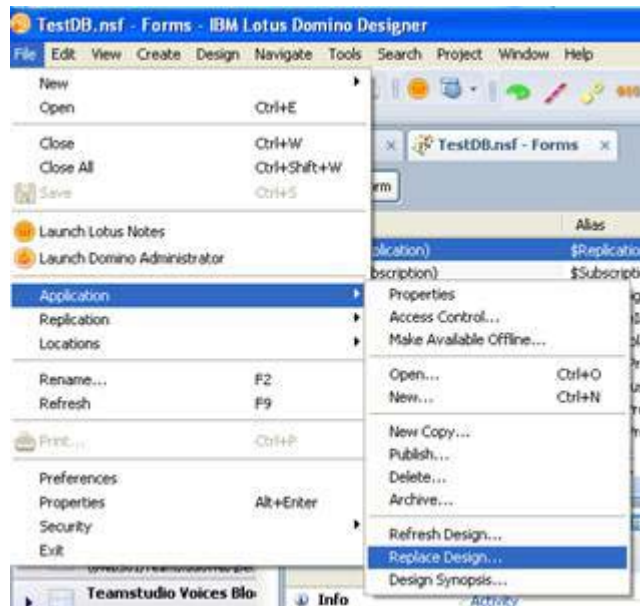 TestDB.nsf - Forms - IBM Lotus Domino Designer
File Edit View Create Design Navigate Tools Search Project Window Help
New
Open Ctrl+E
Close Ctrl+W
Close All Ctrl+Shift+W
Save Ctrl+S
TestDB.nsf - Forms
Launch Lotus Notes
Launch Domino Administrator
Alias
$Replicatio
$Subscripti
Application
Replication
Locations
Rename... F2
Refresh F9
Print... Ctrl+P
Preferences
Properties Alt+Enter
Security
Exit
Properties
Access Control...
Make Available Offline...
Open... Ctrl+O
New... Ctrl+N
New Copy...
Publish...
Delete...
Archive...
Refresh Design...
Replace Design...
Design Synopsis...
Teamstudio Voices Blo
Info
Activity